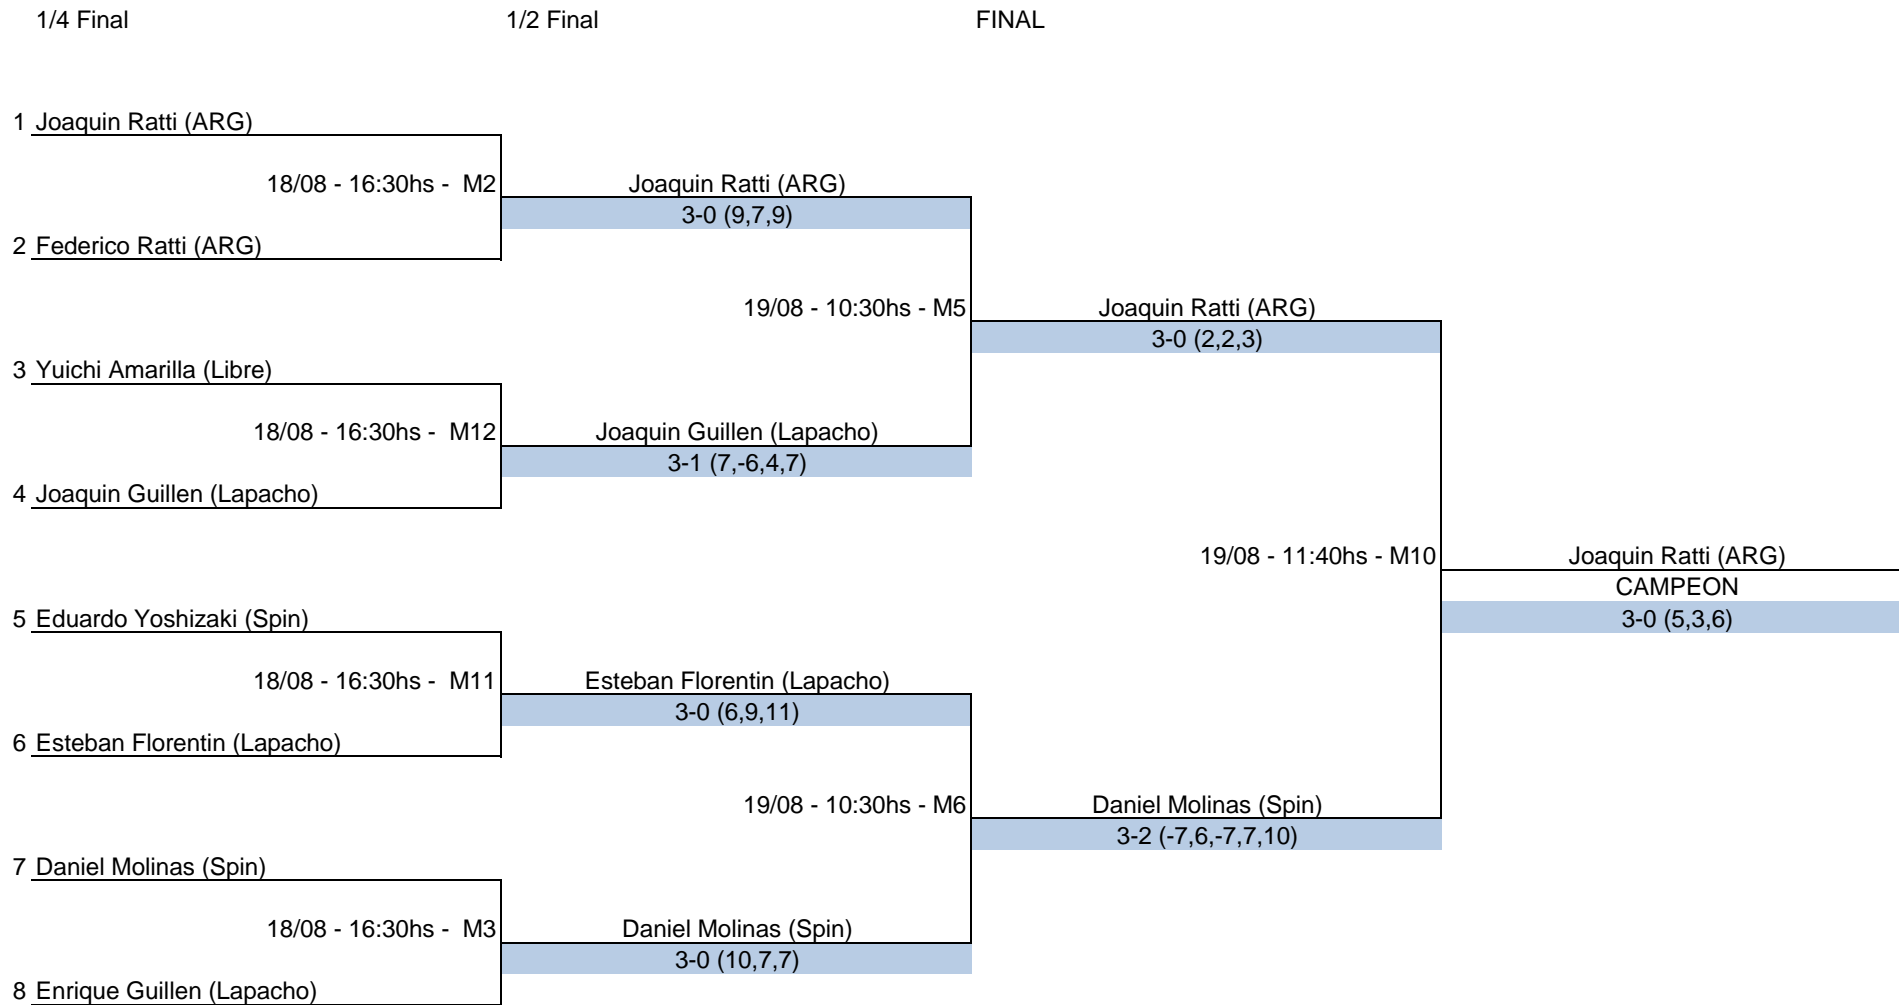 1/4 Final 1/2 Final FINAL
1 Joaquin Ratti (ARG)
18/08 - 16:30hs - M2 Joaquin Ratti (ARG)
3-0 (9,7,9)
2 Federico Ratti (ARG)
19/08 - 10:30hs - M5 Joaquin Ratti (ARG)
3-0 (2,2,3)
3 Yuichi Amarilla (Libre)
18/08 - 16:30hs - M12 Joaquin Guillen (Lapacho)
3-1 (7,-6,4,7)
4 Joaquin Guillen (Lapacho)
19/08 - 11:40hs - M10 Joaquin Ratti (ARG)
CAMPEON
5 Eduardo Yoshizaki (Spin) 3-0 (5,3,6)
18/08 - 16:30hs - M11 Esteban Florentin (Lapacho)
3-0 (6,9,11)
6 Esteban Florentin (Lapacho)
19/08 - 10:30hs - M6 Daniel Molinas (Spin)
3-2 (-7,6,-7,7,10)
7 Daniel Molinas (Spin)
18/08 - 16:30hs - M3 Daniel Molinas (Spin)
3-0 (10,7,7)
8 Enrique Guillen (Lapacho)